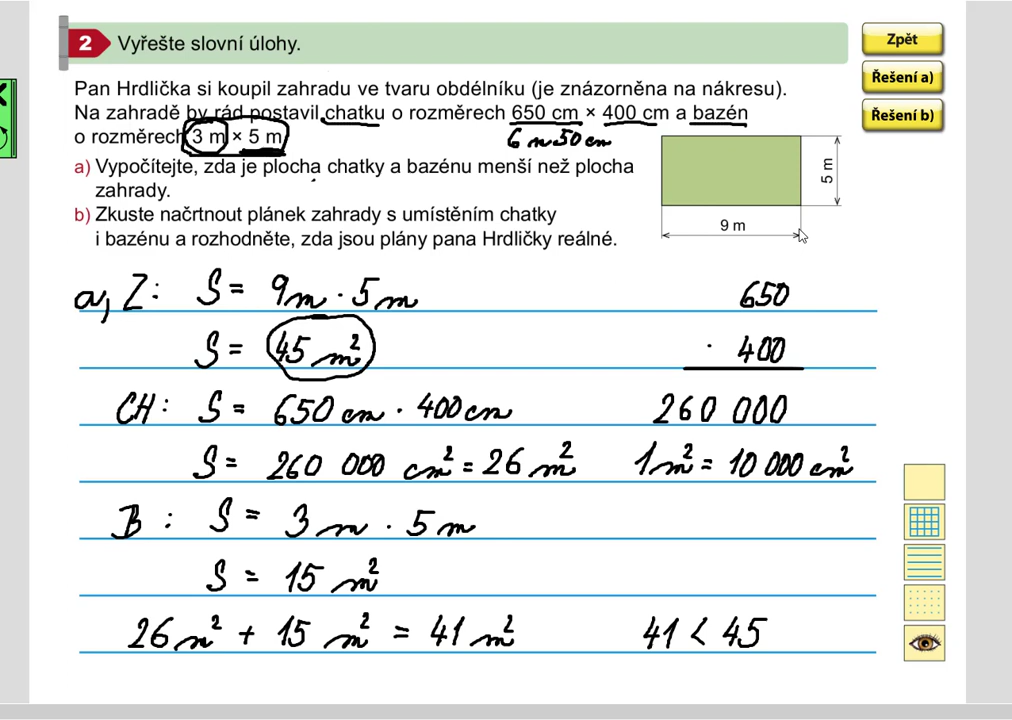 2 Vyřešte slovní úlohy.
Zpět
Řešení a)
Řešení b)
Pan Hrdlička si koupil zahradu ve tvaru obdélníku (je znázorněna na nákresu).
Na zahradě by rád postavil chatku o rozměrech 650 cm × 400 cm a bazén
6 m 50 cm
o rozměrech 3 m × 5 m.
a) Vypočítejte, zda je plocha chatky a bazénu menší než plocha
zahrady.
b) Zkuste načrtnout plánek zahrady s umístěním chatky
i bazénu a rozhodněte, zda jsou plány pana Hrdličky reálné.
5 m
9 m
a, Z: S = 9m · 5m
650
S = 45 m²
· 400
CH: S = 650 cm · 400 cm
260 000
S = 260 000 cm² = 26 m²
1m² = 10 000 cm²
B : S = 3 m · 5 m
S = 15 m²
26 m² + 15 m² = 41 m²
41 < 45